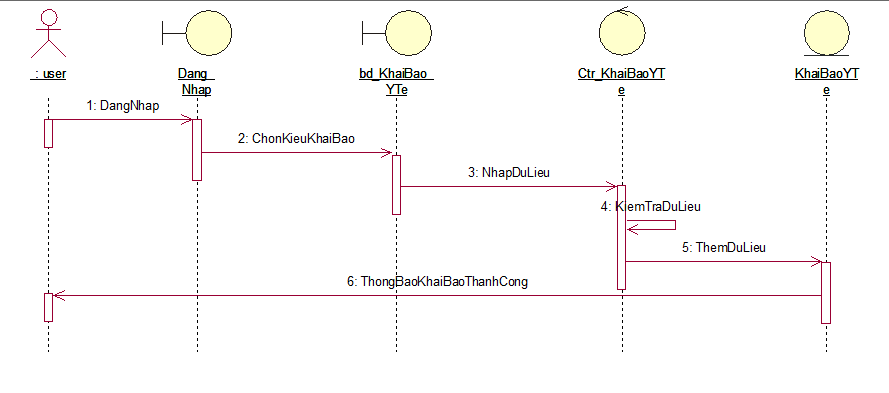 _: user
Dang_
Nhap
bd_KhaiBao_
YTe
Ctr_KhaiBaoYT
e
KhaiBaoYT
e
1: DangNhap
2: ChonKieuKhaiBao
3: NhapDuLieu
4: KiemTraDuLieu
5: ThemDuLieu
6: ThongBaoKhaiBaoThanhCong